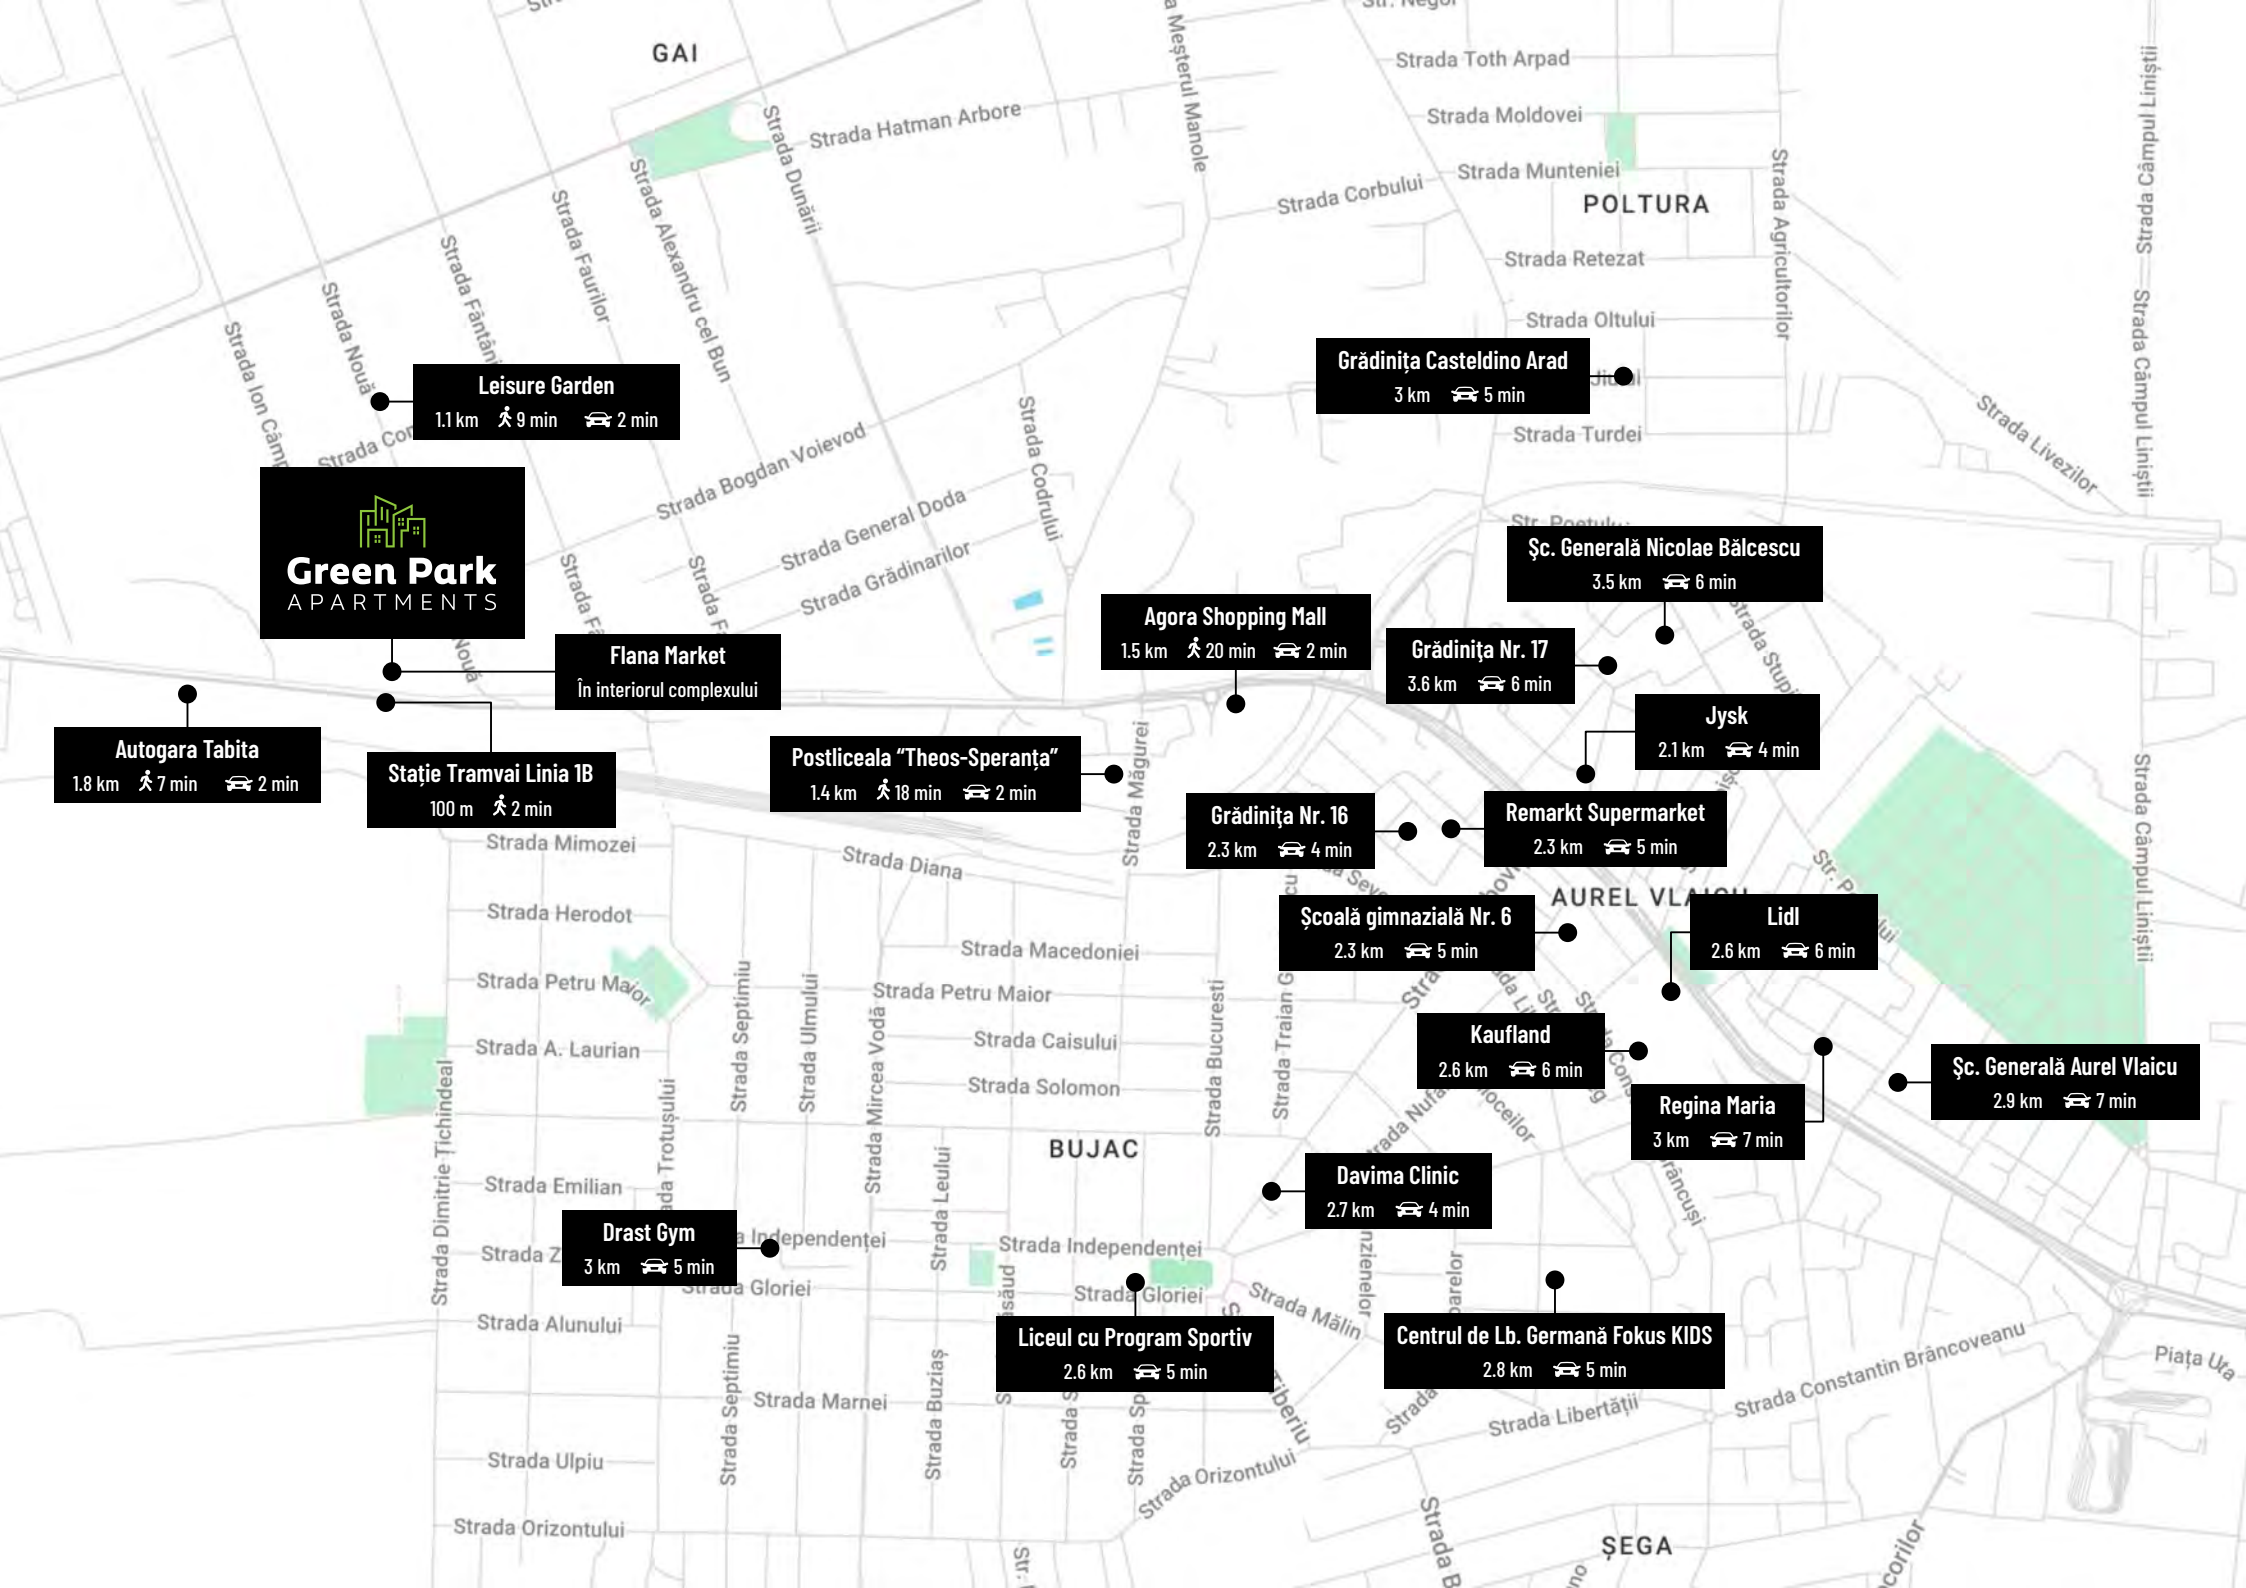 GAI
Strada Toth Arpad
Strada Moldovei
Strada Munteniei
POLTURA
Strada Hatman Arbore
Strada Dunării
Strada Alexandru cel Bun
Strada Faurilor
Strada Nouă
Strada Corbului
Meșterul Manole
Strada Agricultorilor
Strada Retezat
Strada Oltului
Strada Turdei
Strapa Câmpul Liniștii
Strada Câmpul Liniștii
Strada Livezilor
Leisure Garden
1.1 km 9 min 2 min
Grădinița Casteldino Arad
3 km 5 min
Strada Bogdan Voievod
Strada General Doda
Strada Grădinarilor
Strada Codrului
Green Park
APARTMENTS
Flana Market
În interiorul complexului
Autogara Tabita
1.8 km 7 min 2 min
Stație Tramvai Linia 1B
100 m 2 min
Agora Shopping Mall
1.5 km 20 min 2 min
Șc. Generală Nicolae Bălcescu
3.5 km 6 min
Grădinița Nr. 17
3.6 km 6 min
Jysk
2.1 km 4 min
Postliceala “Theos-Speranța”
1.4 km 18 min 2 min
Strada Măgurei
Grădinița Nr. 16
2.3 km 4 min
Remarkt Supermarket
2.3 km 5 min
AUREL VLAICU
Școală gimnazială Nr. 6
2.3 km 5 min
Lidl
2.6 km 6 min
Kaufland
2.6 km 6 min
Regina Maria
3 km 7 min
Șc. Generală Aurel Vlaicu
2.9 km 7 min
Strada Câmpul Liniștii
Strada Mimozei
Strada Diana
Strada Herodot
Strada Macedoniei
Strada Petru Maior
Strada Petru Maior
Strada A. Laurian
Strada Caisului
Strada Solomon
Strada Septimiu
Strada Ulmului
Strada Mircea Vodă
Strada Bucuresti
Strada Dimitrie Țichindeal
BUJAC
Strada Emilian
Strada Leului
Davima Clinic
2.7 km 4 min
Drast Gym
3 km 5 min
Independenței
Strada Independenței
Strada Gloriei
Strada Gloriei
Strada Mălin
Strada Alunului
Liceul cu Program Sportiv
2.6 km 5 min
Centrul de Lb. Germană Fokus KIDS
2.8 km 5 min
Strada Constantin Brâncoveanu
Piața Uta
Strada Septimiu
Strada Marnei
Strada Buziaș
Tiberiu
Strada Libertății
Strada Ulpiu
Strada Orizontului
Strada Orizontului
ȘEGA